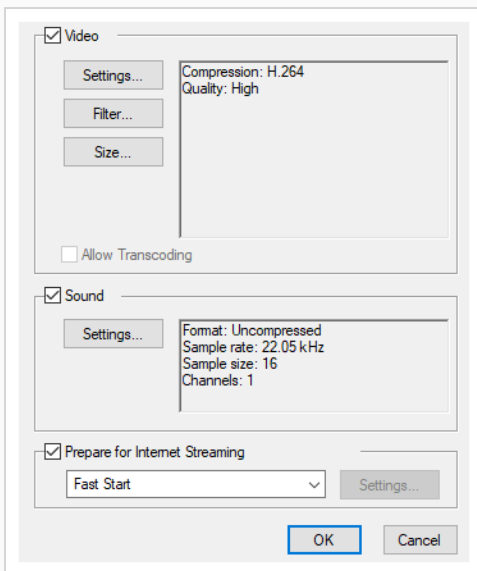 Video
Settings...
Compression: H.264
Quality: High
Filter...
Size...
Allow Transcoding
Sound
Settings...
Format: Uncompressed
Sample rate: 22.05 kHz
Sample size: 16
Channels: 1
Prepare for Internet Streaming
Fast Start
Settings...
OK
Cancel